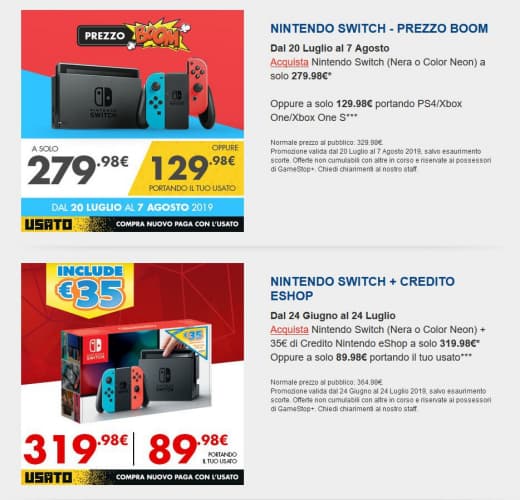 PREZZO BOOM
NINTENDO
SWITCH
A SOLO
279.98€
OPPURE
129.98€
PORTANDO IL TUO USATO
DAL 20 LUGLIO AL 7 AGOSTO 2019
USATO COMPRA NUOVO PAGA CON L'USATO
NINTENDO SWITCH - PREZZO BOOM
Dal 20 Luglio al 7 Agosto
Acquista Nintendo Switch (Nera o Color Neon) a
solo 279.98€*
Oppure a solo 129.98€ portando PS4/Xbox
One/Xbox One S***
Normale prezzo al pubblico: 329,98€
Promozione valida dal 20 Luglio al 7 Agosto 2019, salvo esaurimento
scorte. Offerte non cumulabili con altre in corso e riservate ai possessori
di GameStop+. Chiedi chiarimenti al nostro staff.
INCLUDE
€35
NINTENDO
SWITCH
€35
319.98€
89.98€
PORTANDO
IL TUO USATO
USATO COMPRA NUOVO PAGA CON L'USATO
NINTENDO SWITCH + CREDITO
ESHOP
Dal 24 Giugno al 24 Luglio
Acquista Nintendo Switch (Nera o Color Neon) +
35€ di Credito Nintendo eShop a solo 319.98€*
Oppure a solo 89.98€ portando il tuo usato***
Normale prezzo al pubblico: 364,98€
Promozione valida dal 24 Giugno al 24 Luglio 2019, salvo esaurimento
scorte. Offerte non cumulabili con altre in corso e riservate ai possessori
di GameStop+. Chiedi chiarimenti al nostro staff.